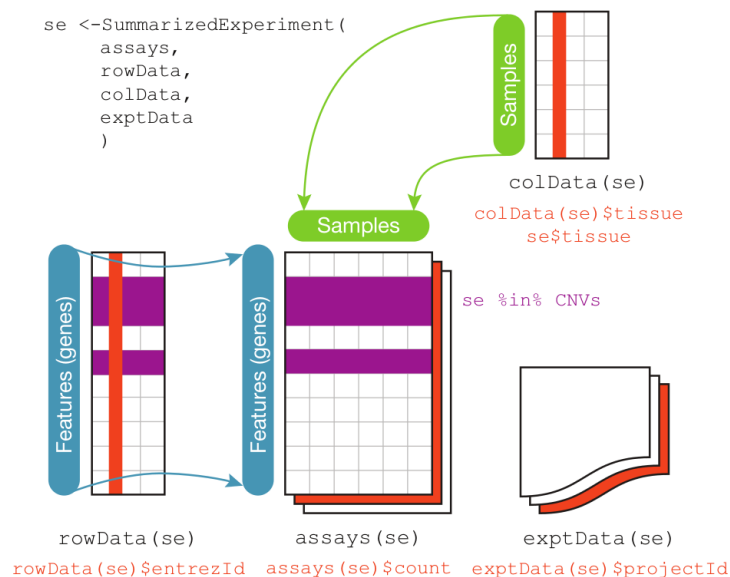 se <-SummarizedExperiment(
assays,
rowData,
colData,
exptData
)
Samples
colData(se)
colData(se)$tissue
se$tissue
Samples
Features (genes)
Features (genes)
se %in% CNVs
rowData(se)
assays(se)
exptData(se)
rowData(se)$entrezId
assays(se)$count
exptData(se)$projectId